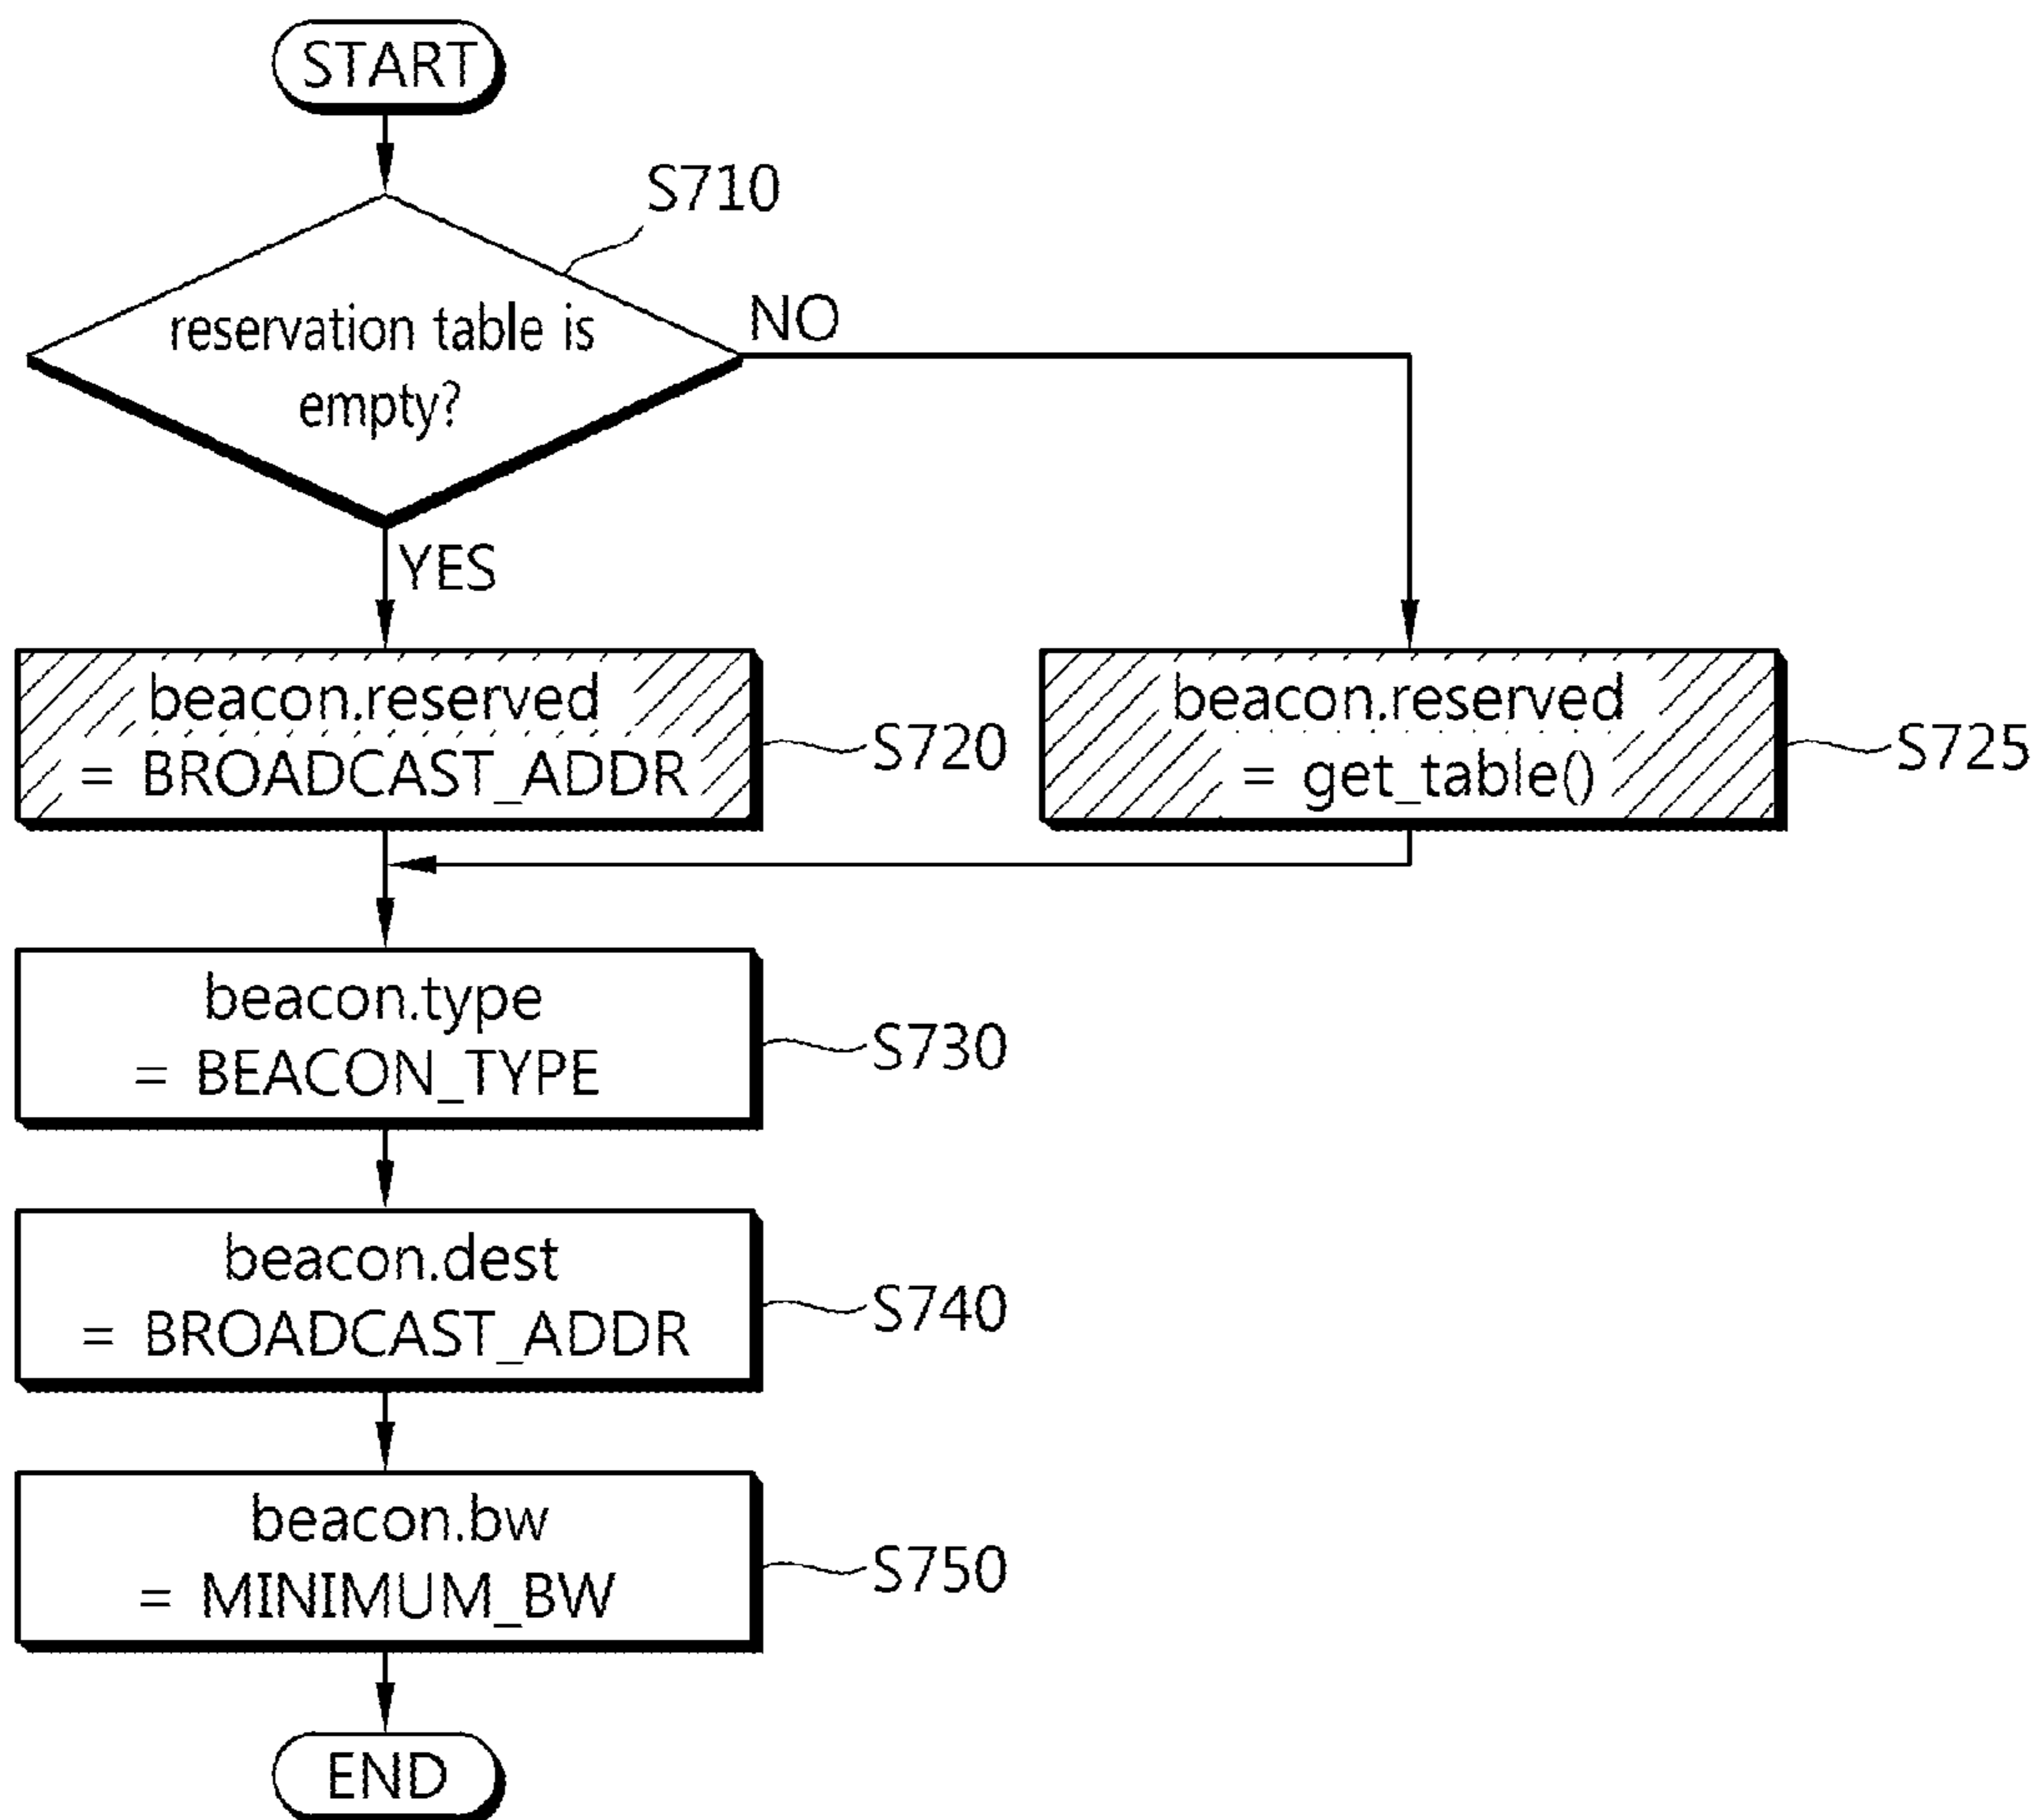 START
S710
reservation table is
empty?
NO
YES
beacon.reserved
= BROADCAST_ADDR
S720
beacon.reserved
= get_table()
S725
beacon.type
= BEACON_TYPE
S730
beacon.dest
= BROADCAST_ADDR
S740
beacon.bw
= MINIMUM_BW
S750
END